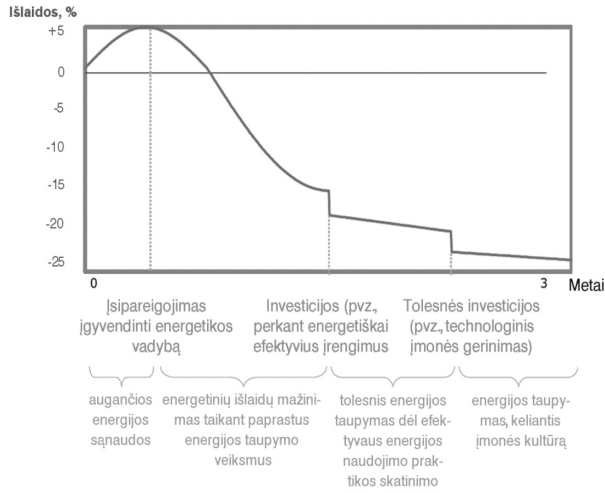 Išlaidos, %
+5
0
-5
-10
-15
-20
-25
0
3
Metai
Įsipareigojimas
įgyvendinti energetikos
vadybą
Investicijos (pvz.,
perkant energetiškai
efektyvius įrengimus
Tolesnės investicijos
(pvz., technologinis
įmonės gerinimas)
augančios
energijos
sąnaudos
energetinių išlaidų mažini-
mas taikant paprastus
energijos taupymo
veiksmus
tolesnis energijos
taupymas dėl efek-
tyvaus energijos
naudojimo prak-
tikos skatinimo
energijos taupy-
mas, keliantis
įmonės kultūrą